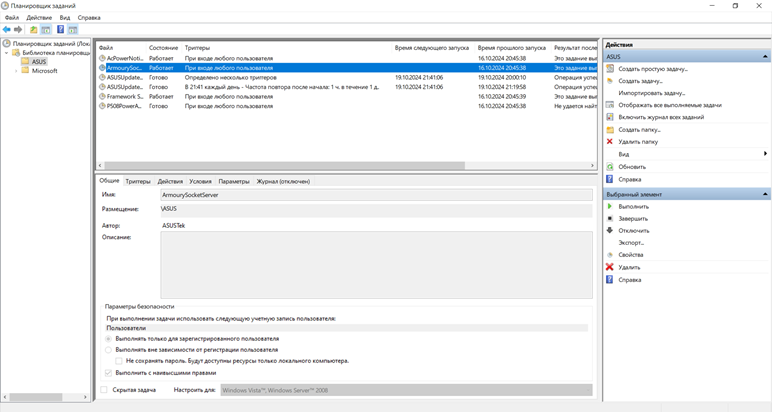 Планировщик заданий
Файл Действие Вид Справка
Планировщик заданий (Лока
Библиотека планировщ
ASUS
Microsoft
Файл Состояние Триггеры Время следующего запуска Время прошлого запуска Результат после
AcPowerNoti... Работает При входе любого пользователя 16.10.2024 20:45:38 Это задание вы
ArmourySoc... Работает При входе любого пользователя 16.10.2024 20:45:38 Это задание вы
ASUSUpdate... Готово Определено несколько триггеров 19.10.2024 21:41:06 19.10.2024 20:00:10 Операция успе
ASUSUpdate... Готово В 21:41 каждый день - Частота повтора после начала: 1 ч. в течение 1 д. 19.10.2024 21:41:06 19.10.2024 21:19:58 Операция успе
Framework S... Работает При входе любого пользователя 16.10.2024 20:45:39 Это задание вы
P508PowerA... Готово При входе любого пользователя 16.10.2024 20:45:38 Не удается найт
Общие Триггеры Действия Условия Параметры Журнал (отключен)
Имя: ArmourySocketServer
Размещение: \ASUS
Автор: ASUSTek
Описание:
Параметры безопасности
При выполнении задачи использовать следующую учетную запись пользователя:
Пользователи
Выполнять только для зарегистрированного пользователя
Выполнять вне зависимости от регистрации пользователя
Не сохранять пароль. Будут доступны ресурсы только локального компьютера.
Выполнить с наивысшими правами
Скрытая задача Настроить для: Windows Vista™, Windows Server™ 2008
Действия
ASUS
Создать простую задачу...
Создать задачу...
Импортировать задачу...
Отображать все выполняемые задачи
Включить журнал всех заданий
Создать папку...
Удалить папку
Вид
Обновить
Справка
Выбранный элемент
Выполнить
Завершить
Отключить
Экспорт...
Свойства
Удалить
Справка